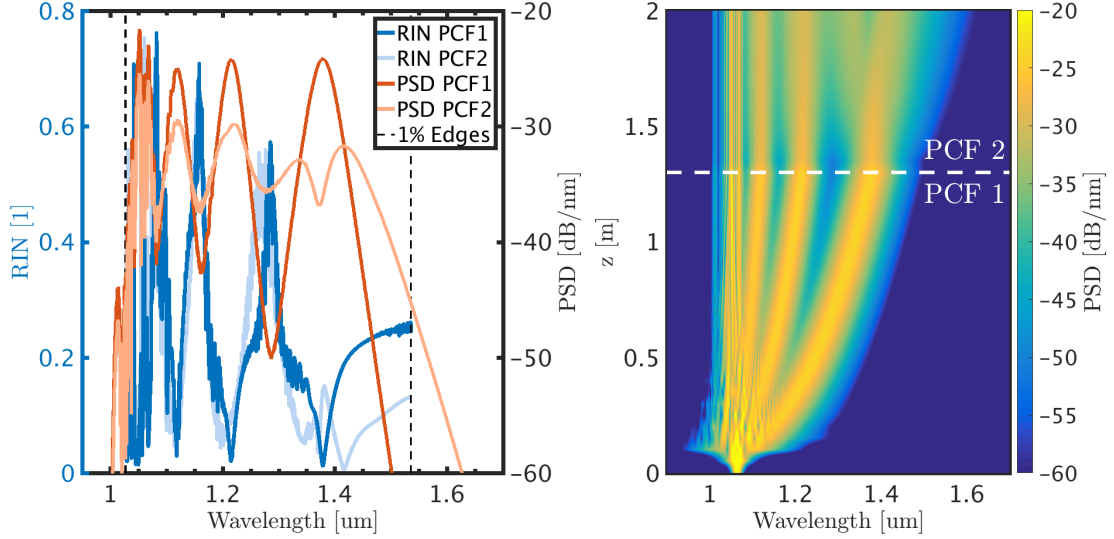 RIN [1]
0.8
0.6
0.4
0.2
0
1
1.2
1.4
1.6
Wavelength [um]
−20
−30
−40
−50
−60
PSD [dB/nm]
RIN PCF1
RIN PCF2
PSD PCF1
PSD PCF2
1% Edges
z [m]
2
1.5
1
0.5
0
1
1.2
1.4
1.6
Wavelength [um]
PCF 2
PCF 1
−20
−25
−30
−35
−40
−45
−50
−55
−60
PSD [dB/nm]